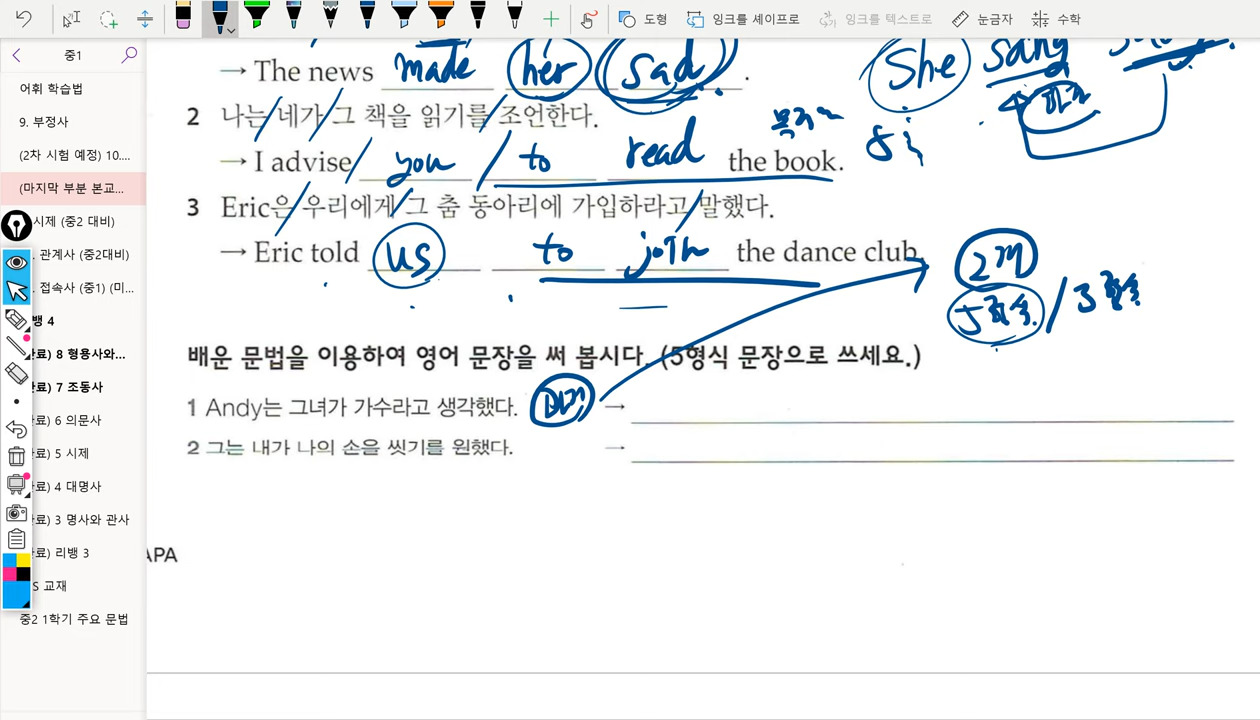 도형 잉크를 셰이프로 잉크를 텍스트로 눈금자 수학
중1
어휘 학습법
9. 부정사
(2차 시험 예정) 10....
(마지막 부분 본교...
시제 (중2 대비)
. 관계사 (중2대비)
. 접속사 (중1) (미...
뱅 4
료) 8 형용사와...
료) 7 조동사
료) 6 의문사
료) 5 시제
료) 4 대명사
료) 3 명사와 관사
료) 리뱅 3
S 교재
중2 1학기 주요 문법
→ The news made her sad .
She sang
2 나는 네가 그 책을 읽기를 조언한다.
→ I advise you to read the book.
3 Eric은 우리에게 그 춤 동아리에 가입하라고 말했다.
→ Eric told us to join the dance club.
2개
5형식 / 3형식
배운 문법을 이용하여 영어 문장을 써 봅시다. (5형식 문장으로 쓰세요.)
1 Andy는 그녀가 가수라고 생각했다. →
2 그는 내가 나의 손을 씻기를 원했다. →
APA